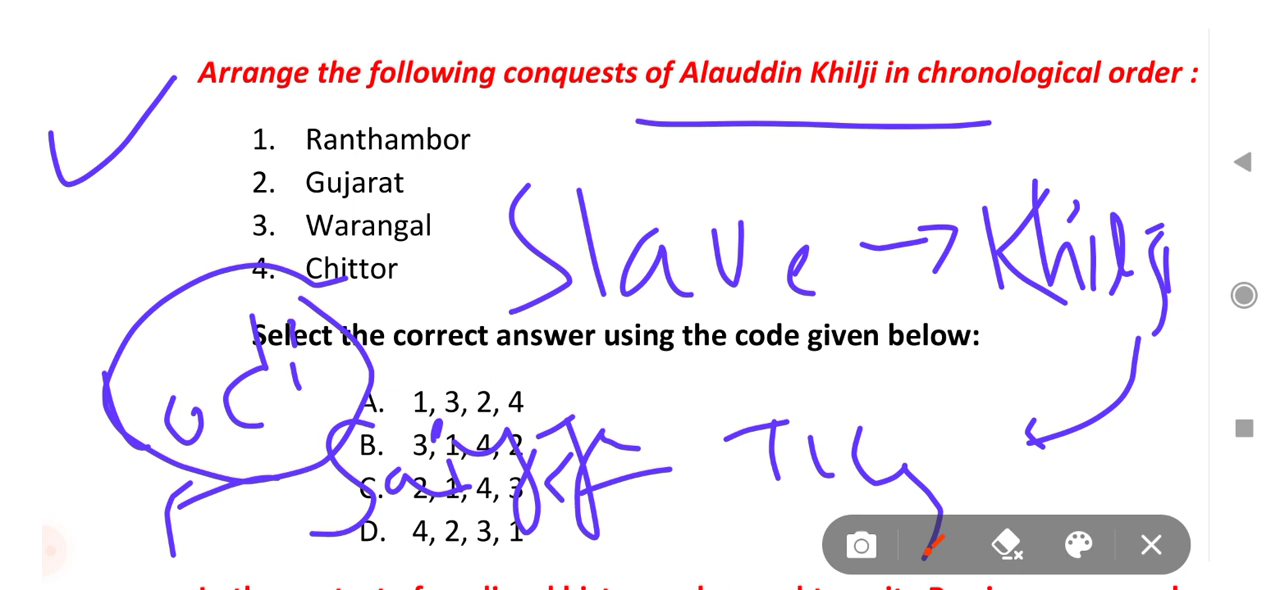 Arrange the following conquests of Alauddin Khilji in chronological order :
1. Ranthambor
2. Gujarat
3. Warangal
4. Chittor
Slave → Khilji
Select the correct answer using the code given below:
A. 1, 3, 2, 4
B. 3, 1, 4, 2
C. 2, 1, 4, 3
D. 4, 2, 3, 1